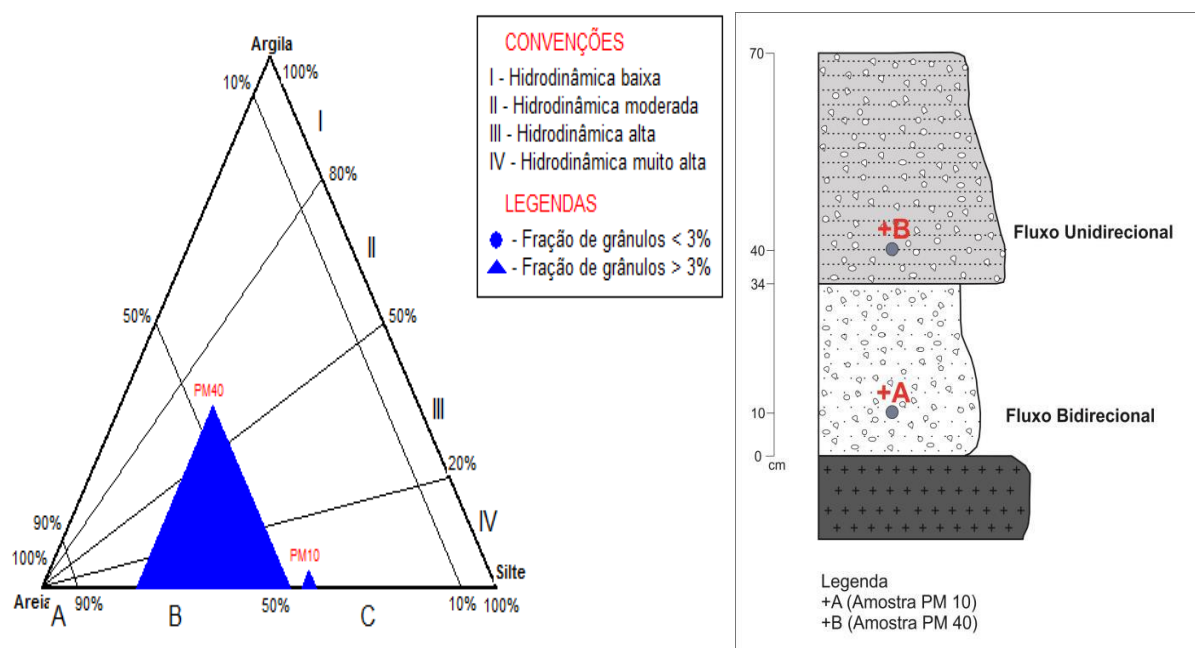 Argila
10%
100%
I
80%
II
50%
50%
PM40
III
20%
90%
IV
100%
PM10
Silte
Areia
A
90%
B
50%
C
10%
100%
CONVENÇÕES
I - Hidrodinâmica baixa
II - Hidrodinâmica moderada
III - Hidrodinâmica alta
IV - Hidrodinâmica muito alta
LEGENDAS
- Fração de grânulos < 3%
- Fração de grânulos > 3%
70
+B
Fluxo Unidirecional
40
34
+A
Fluxo Bidirecional
10
0
cm
Legenda
+A (Amostra PM 10)
+B (Amostra PM 40)